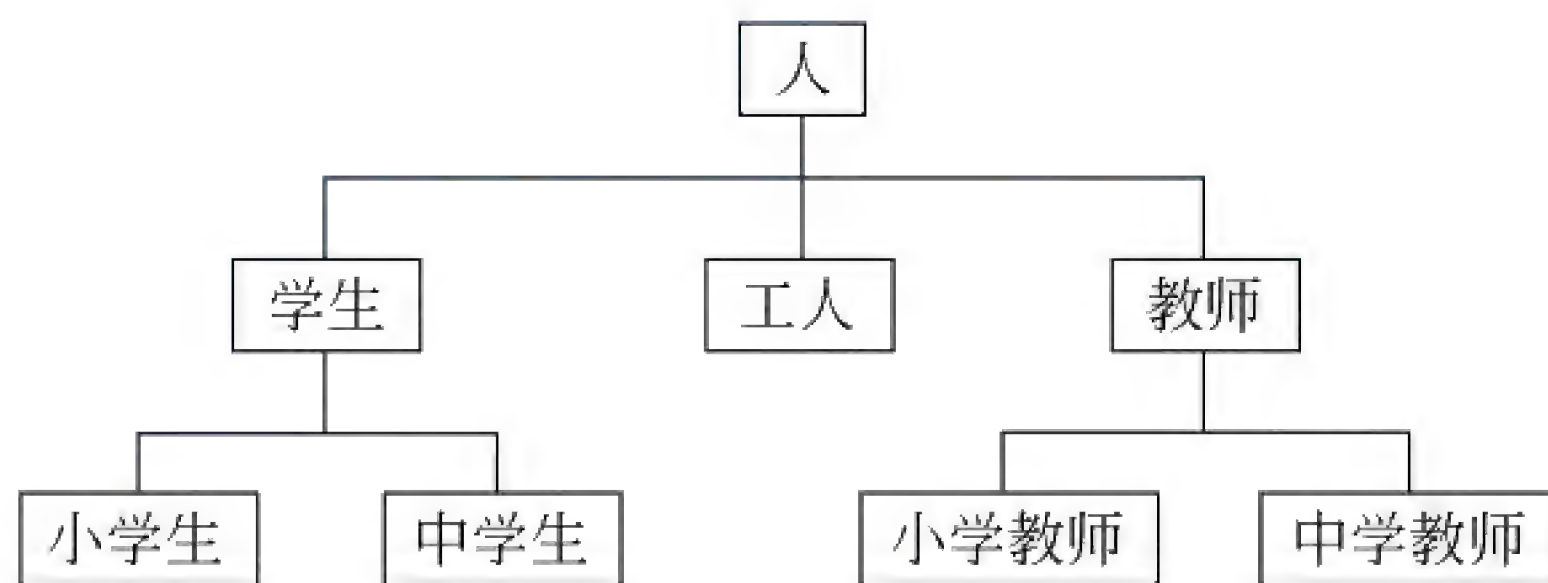 人
学生 工人 教师
小学生 中学生 小学教师 中学教师